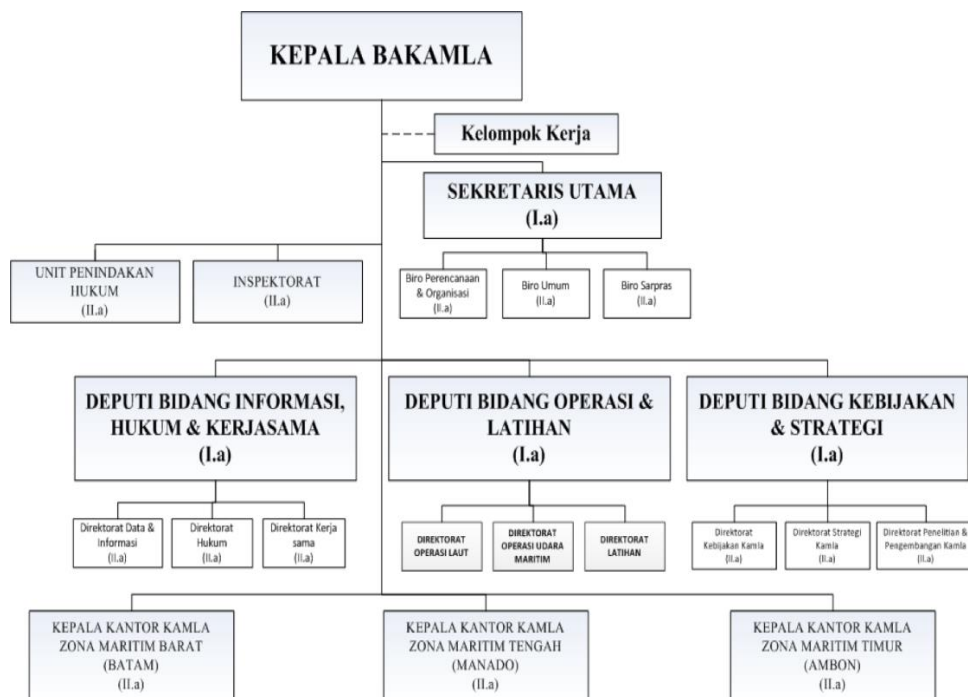 KEPALA BAKAMLA
Kelompok Kerja
SEKRETARIS UTAMA
(I.a)
UNIT PENINDAKAN
HUKUM
(II.a)
INSPEKTORAT
(II.a)
Biro Perencanaan
& Organisasi
(II.a)
Biro Umum
(II.a)
Biro Sarpras
(II.a)
DEPUTI BIDANG INFORMASI,
HUKUM & KERJASAMA
(I.a)
DEPUTI BIDANG OPERASI &
LATIHAN
(I.a)
DEPUTI BIDANG KEBIJAKAN
& STRATEGI
(I.a)
Direktorat Data &
Informasi
(II.a)
Direktorat
Hukum
(II.a)
Direktorat Kerja
sama
(II.a)
DIREKTORAT
OPERASI LAUT
DIREKTORAT
OPERASI UDARA
MARITIM
DIREKTORAT
LATIHAN
Direktorat
Kebijakan Kamla
(II.a)
Direktorat Strategi
Kamla
(II.a)
Direktorat Penelitian &
Pengembangan Kamla
(II.a)
KEPALA KANTOR KAMLA
ZONA MARITIM BARAT
(BATAM)
(II.a)
KEPALA KANTOR KAMLA
ZONA MARITIM TENGAH
(MANADO)
(II.a)
KEPALA KANTOR KAMLA
ZONA MARITIM TIMUR
(AMBON)
(II.a)